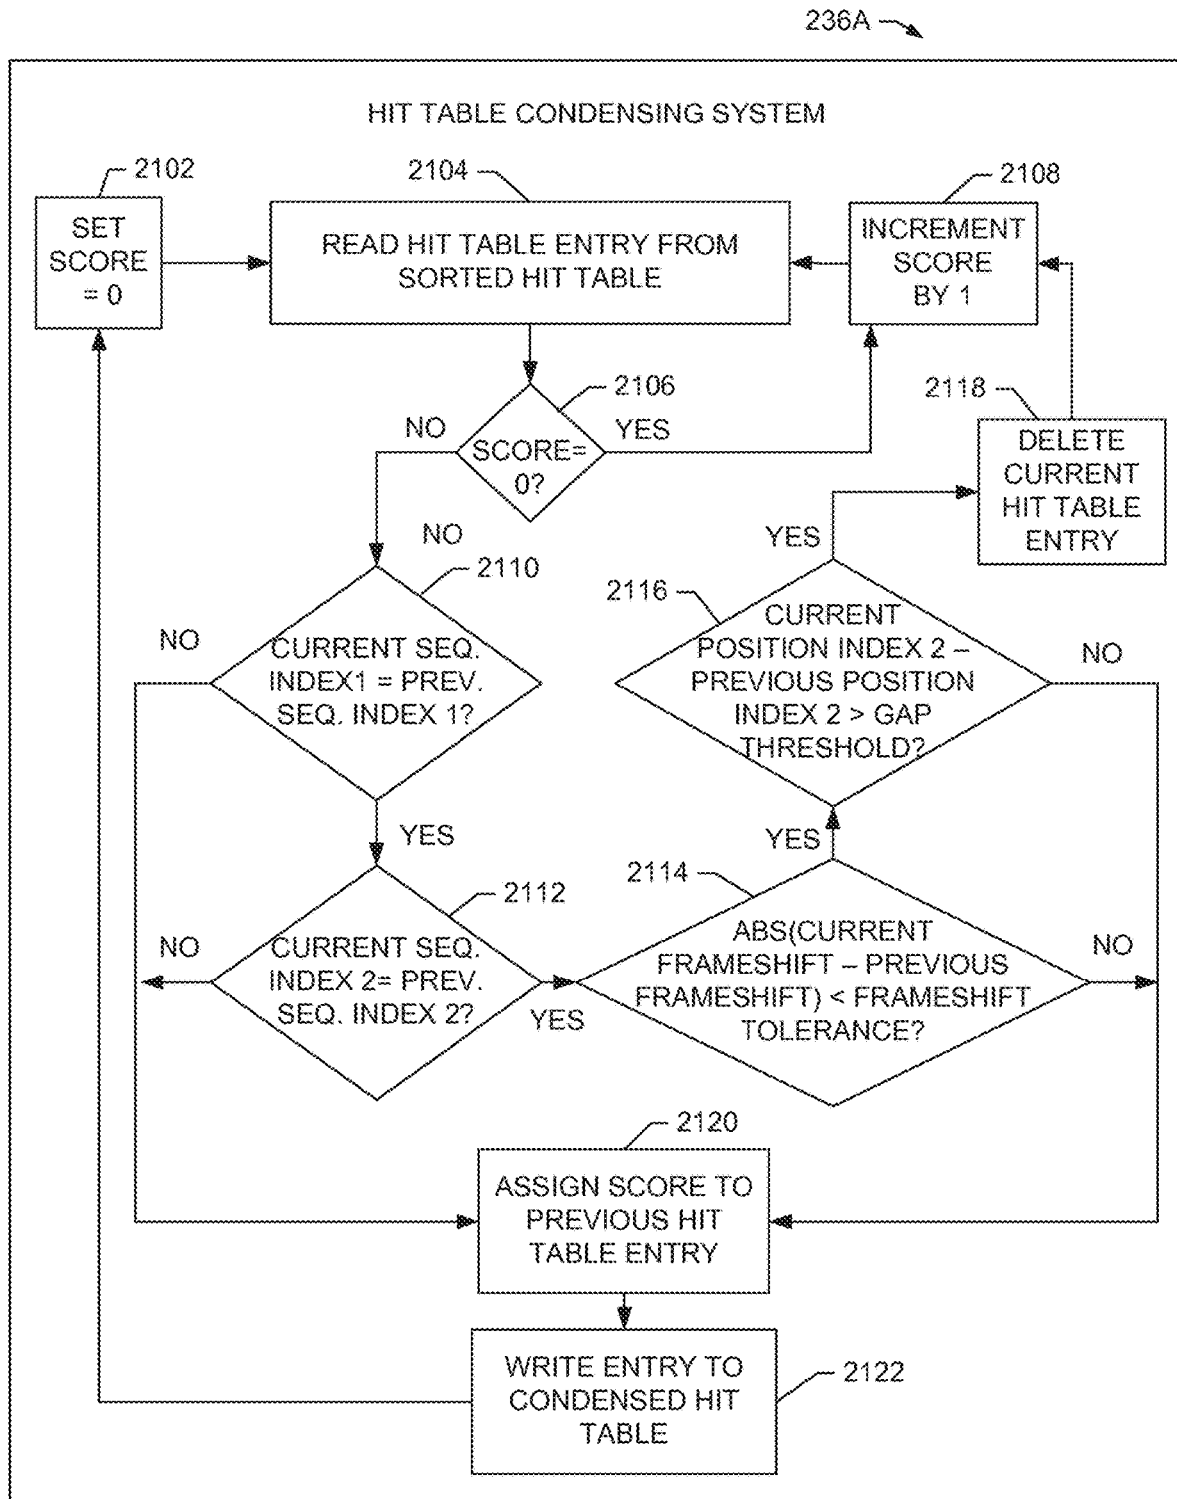 236A
HIT TABLE CONDENSING SYSTEM
2102
SET
SCORE
= 0
2104
READ HIT TABLE ENTRY FROM
SORTED HIT TABLE
2108
INCREMENT
SCORE
BY 1
2106
NO
YES
SCORE=
0?
2118
DELETE
CURRENT
HIT TABLE
ENTRY
NO
YES
2110
NO
CURRENT SEQ.
INDEX1 = PREV.
SEQ. INDEX 1?
2116
CURRENT
POSITION INDEX 2 –
PREVIOUS POSITION
INDEX 2 > GAP
THRESHOLD?
NO
YES
YES
2112
NO
CURRENT SEQ.
INDEX 2= PREV.
SEQ. INDEX 2?
YES
2114
ABS(CURRENT
FRAMESHIFT – PREVIOUS
FRAMESHIFT) < FRAMESHIFT
TOLERANCE?
NO
2120
ASSIGN SCORE TO
PREVIOUS HIT
TABLE ENTRY
WRITE ENTRY TO
CONDENSED HIT
TABLE
2122